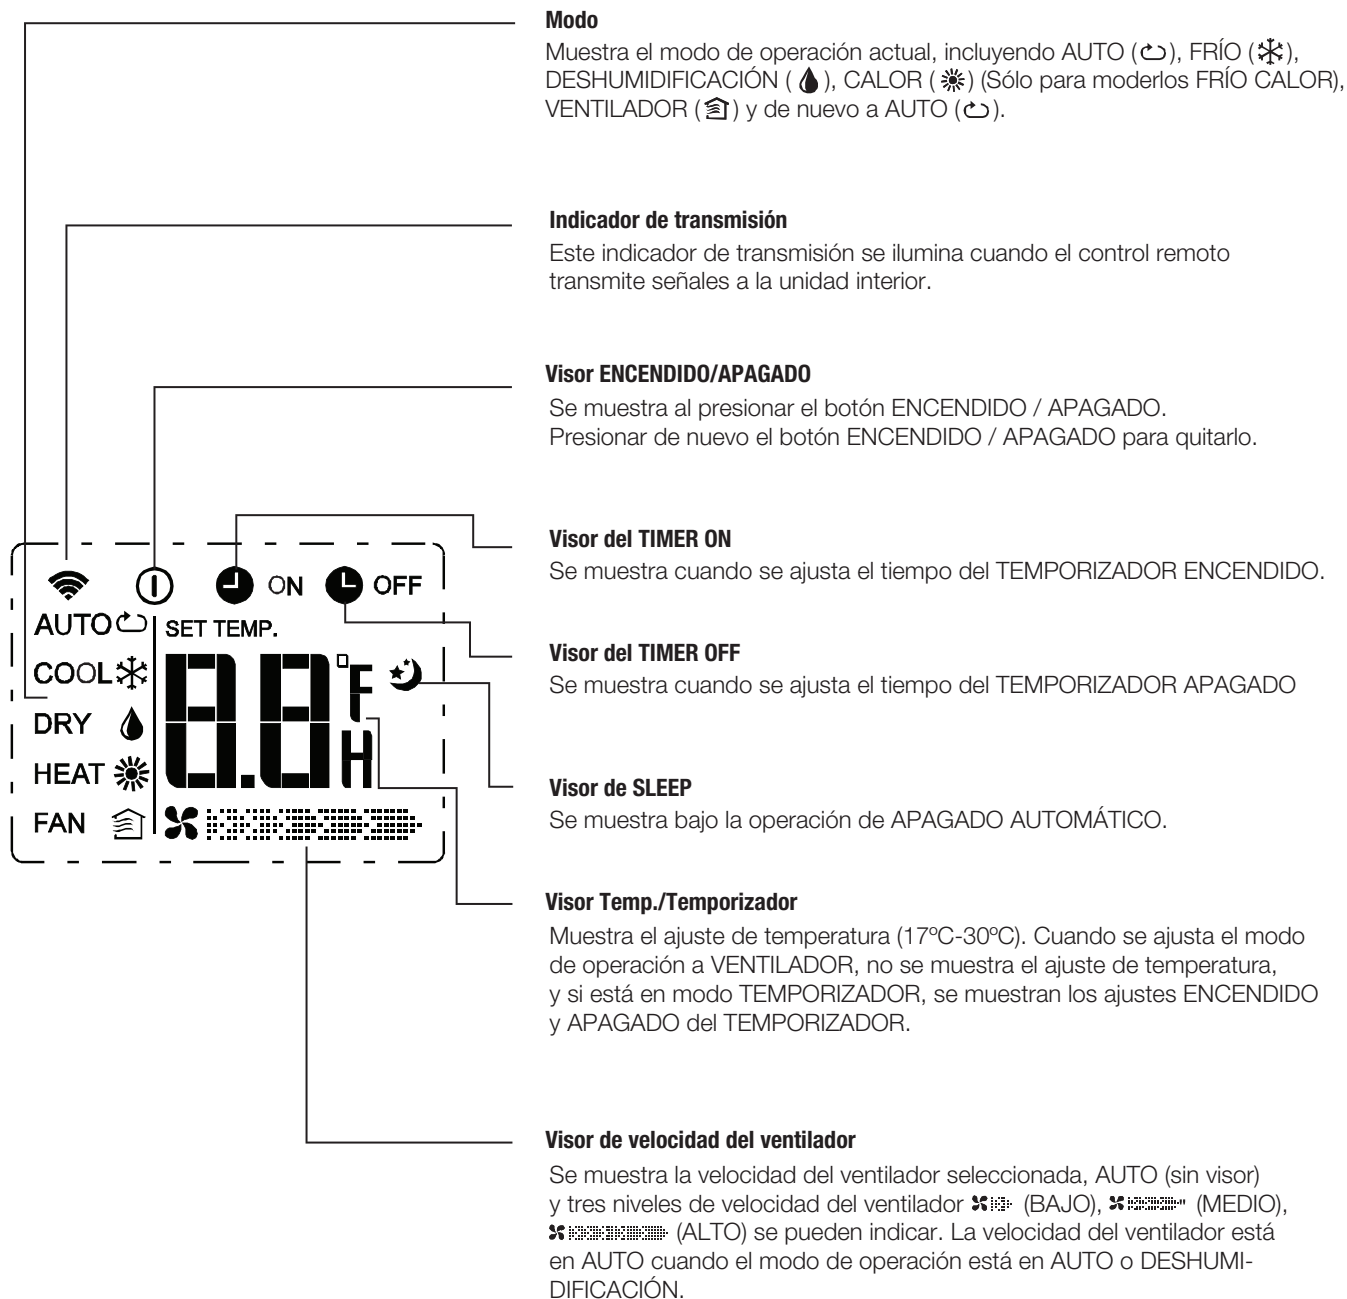 Modo
Muestra el modo de operación actual, incluyendo AUTO ( ), FRÍO ( ),
DESHUMIDIFICACIÓN ( ), CALOR ( ) (Sólo para moderlos FRÍO CALOR),
VENTILADOR ( ) y de nuevo a AUTO ( ).
Indicador de transmisión
Este indicador de transmisión se ilumina cuando el control remoto
transmite señales a la unidad interior.
Visor ENCENDIDO/APAGADO
Se muestra al presionar el botón ENCENDIDO / APAGADO.
Presionar de nuevo el botón ENCENDIDO / APAGADO para quitarlo.
Visor del TIMER ON
Se muestra cuando se ajusta el tiempo del TEMPORIZADOR ENCENDIDO.
Visor del TIMER OFF
Se muestra cuando se ajusta el tiempo del TEMPORIZADOR APAGADO
Visor de SLEEP
Se muestra bajo la operación de APAGADO AUTOMÁTICO.
Visor Temp./Temporizador
Muestra el ajuste de temperatura (17ºC-30ºC). Cuando se ajusta el modo
de operación a VENTILADOR, no se muestra el ajuste de temperatura,
y si está en modo TEMPORIZADOR, se muestran los ajustes ENCENDIDO
y APAGADO del TEMPORIZADOR.
Visor de velocidad del ventilador
Se muestra la velocidad del ventilador seleccionada, AUTO (sin visor)
y tres niveles de velocidad del ventilador (BAJO), " (MEDIO),
(ALTO) se pueden indicar. La velocidad del ventilador está
en AUTO cuando el modo de operación está en AUTO o DESHUMI-
DIFICACIÓN.
ON OFF
AUTO
SET TEMP.
COOL
DRY
HEAT
FAN
8.8 °F
H